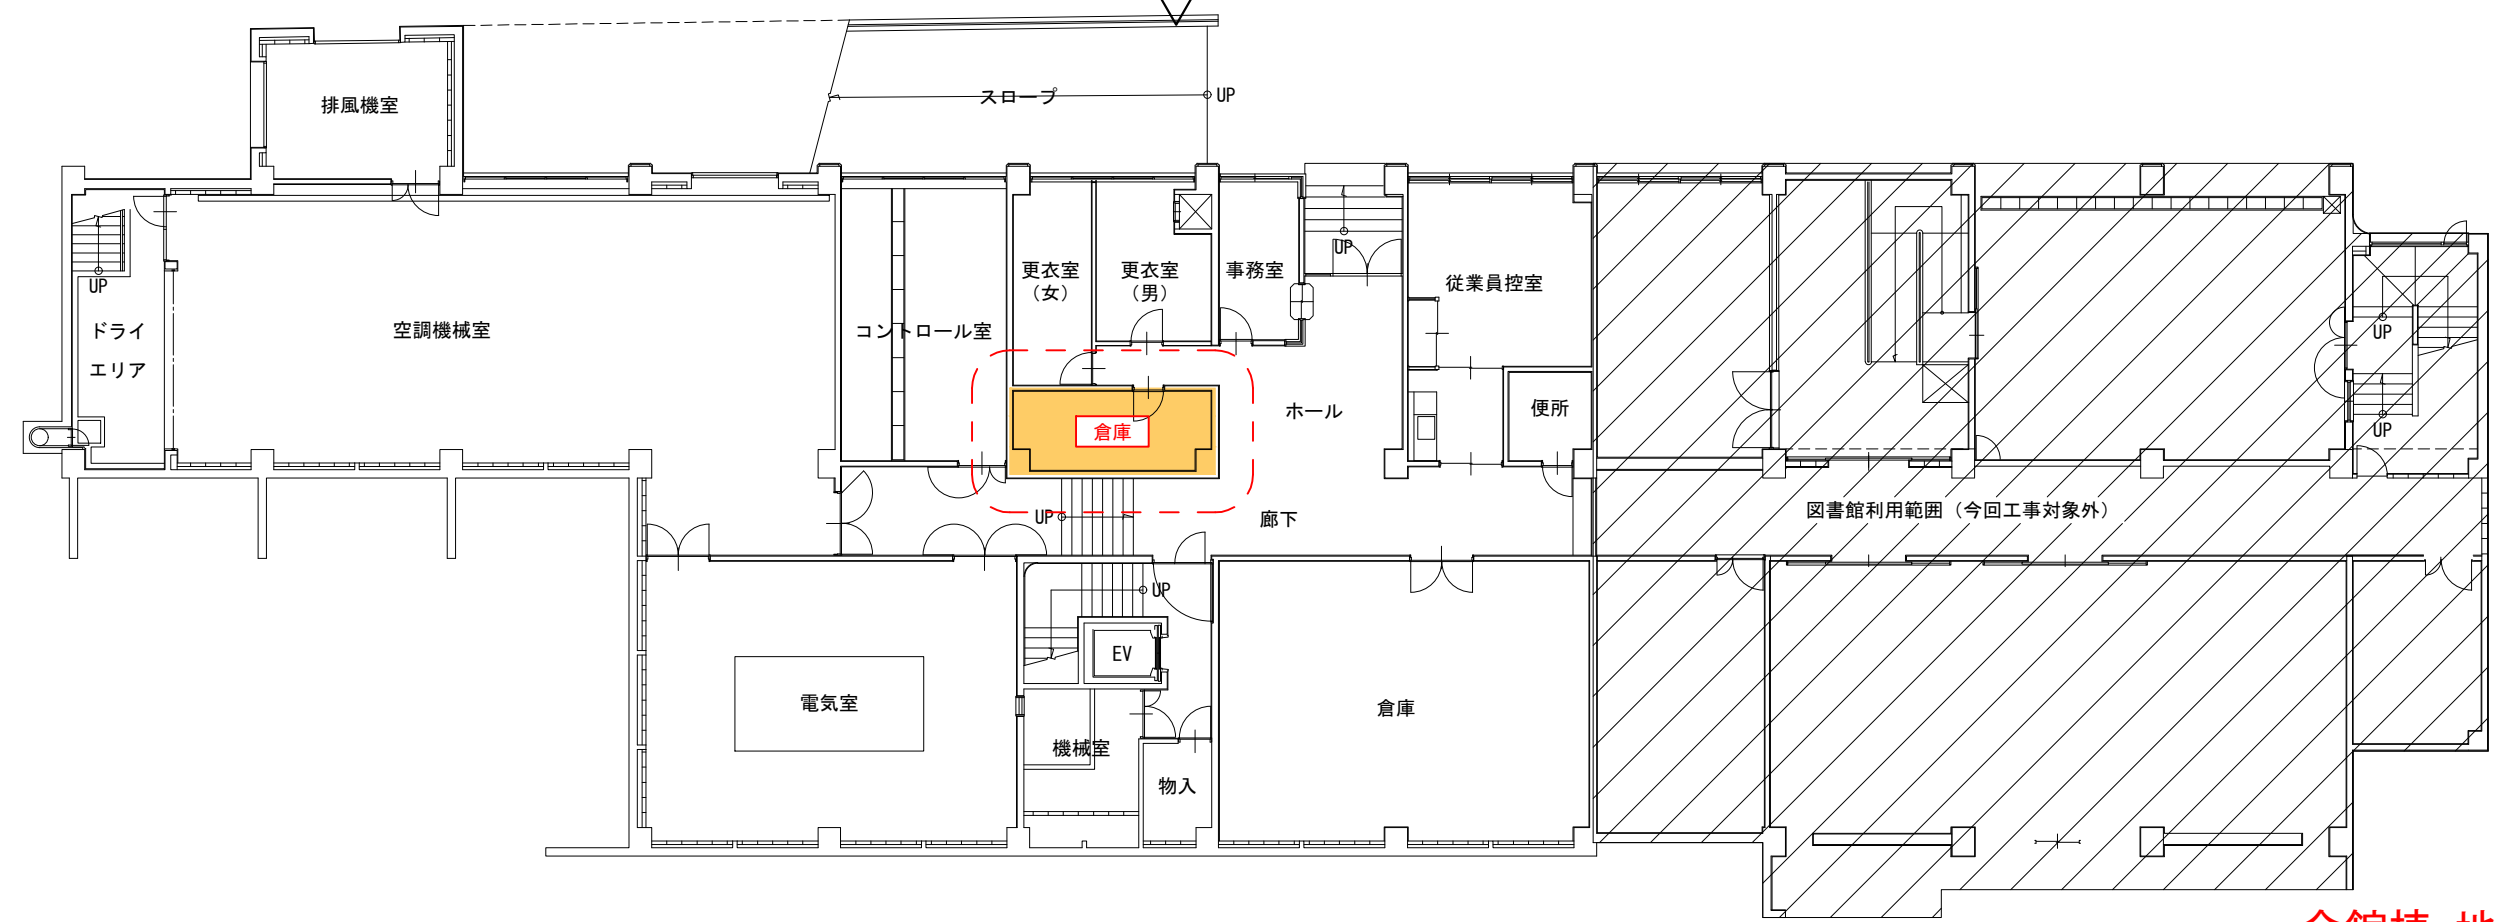 スロープ
UP
排風機室
UP
ドライ
エリア
空調機械室
コントロール室
更衣室
（女）
更衣室
（男）
事務室
UP
従業員控室
UP
UP
倉庫
ホール
便所
UP
廊下
図書館利用範囲（今回工事対象外）
UP
EV
電気室
機械室
物入
倉庫